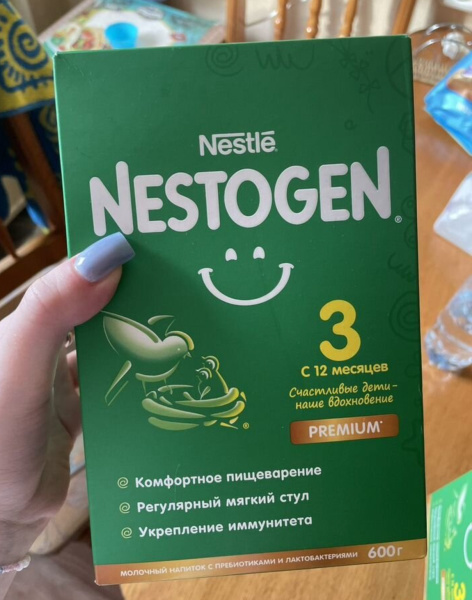 Nestlé
NESTOGEN
3
С 12 месяцев
Счастливые дети –
наше вдохновение
PREMIUM*
Комфортное пищеварение
Регулярный мягкий стул
Укрепление иммунитета
МОЛОЧНЫЙ НАПИТОК С ПРЕБИОТИКАМИ И ЛАКТОБАКТЕРИЯМИ 600г
3